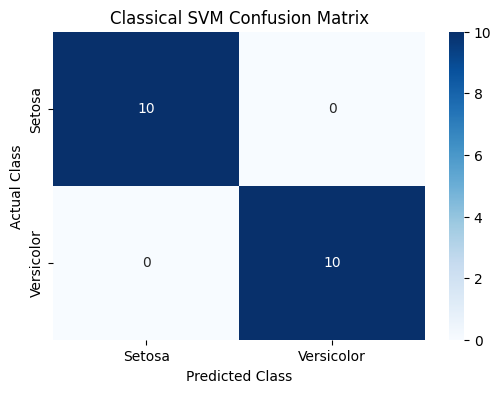 Classical SVM Confusion Matrix
Actual Class
Setosa
Versicolor
10
0
0
10
Setosa
Versicolor
Predicted Class
10
8
6
4
2
0